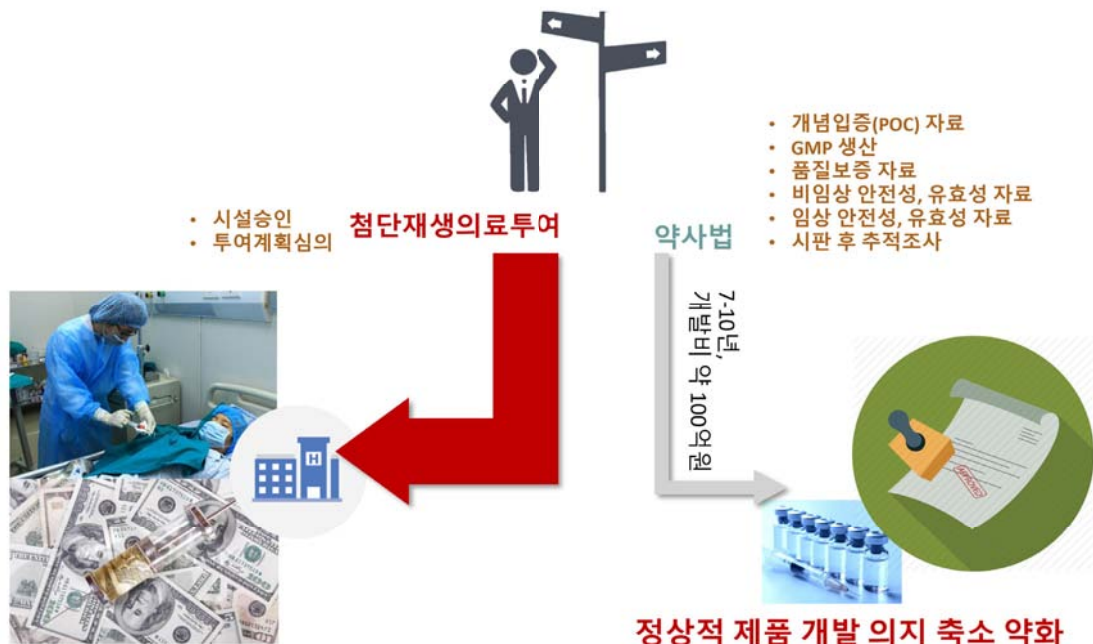 • 시설승인
• 투여계획심의
첨단재생의료투여
약사법
• 개념입증(POC) 자료
• GMP 생산
• 품질보증 자료
• 비임상 안전성, 유효성 자료
• 임상 안전성, 유효성 자료
• 시판 후 추적조사
7-10년,
개발비 약 100억원
H
APPROVED
정상적 제품 개발 의지 축소 약화